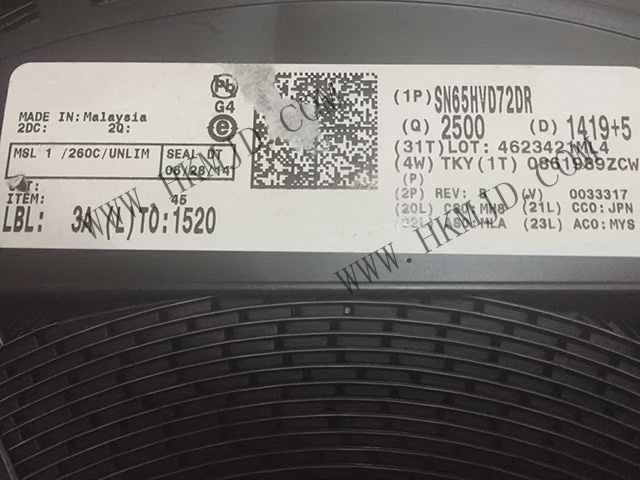 Pb
G4
e
MADE IN: Malaysia
2DC: 2Q:
MSL 1 /260C/UNLIM
SEAL DT
06/28/14
ITEM: 45
LBL: 3A (L)TO:1520
(1P) SN65HVD72DR
(Q) 2500 (D) 1419+5
(31T)LOT: 4623421ML4
(4W) TKY(1T) 0861989ZCW
(P)
(2P) REV: B (V) 0033317
(20L) CSO: (21L) CCO: JPN
(23L) ACO: MYS
WWW.HKMJD.COM
WWW.HKMJD.COM